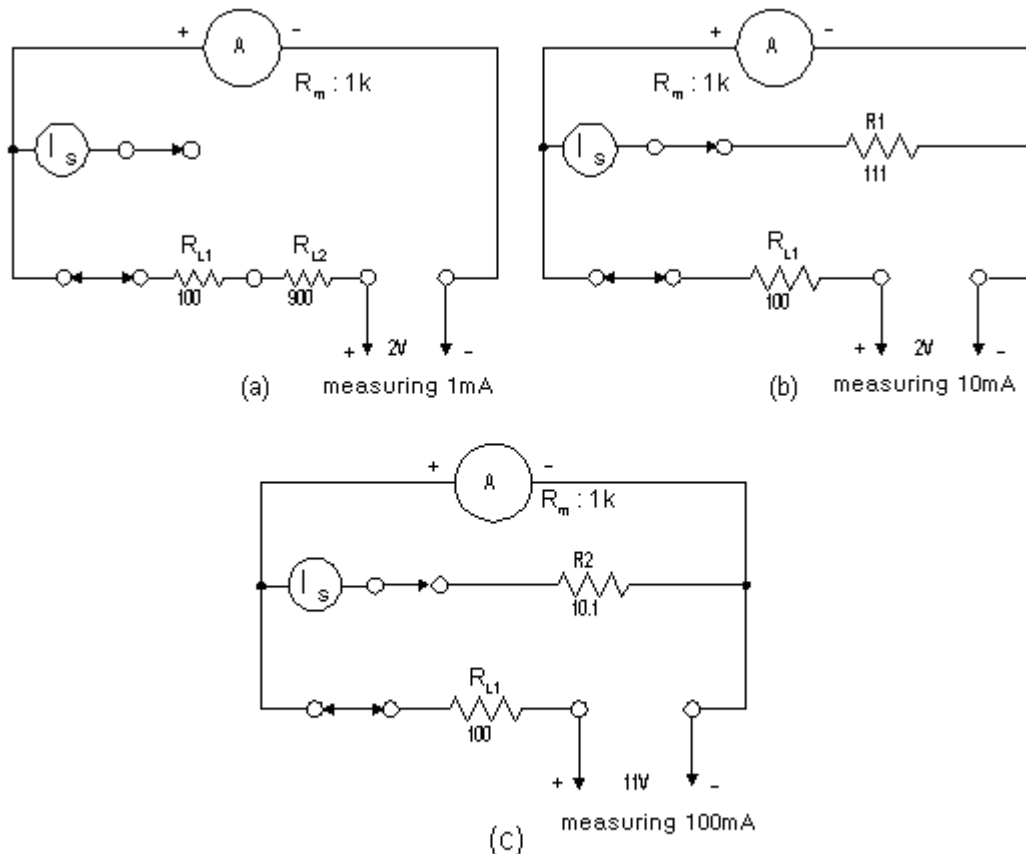 + A -
R_m : 1k
I_s
R_L1 R_L2
100 900
+ 2V -
(a) measuring 1mA
+ A -
R_m : 1k
I_s
R1
111
R_L1
100
+ 2V -
(b) measuring 10mA
+ A -
R_m : 1k
I_s
R2
10.1
R_L1
100
+ 11V -
(c) measuring 100mA